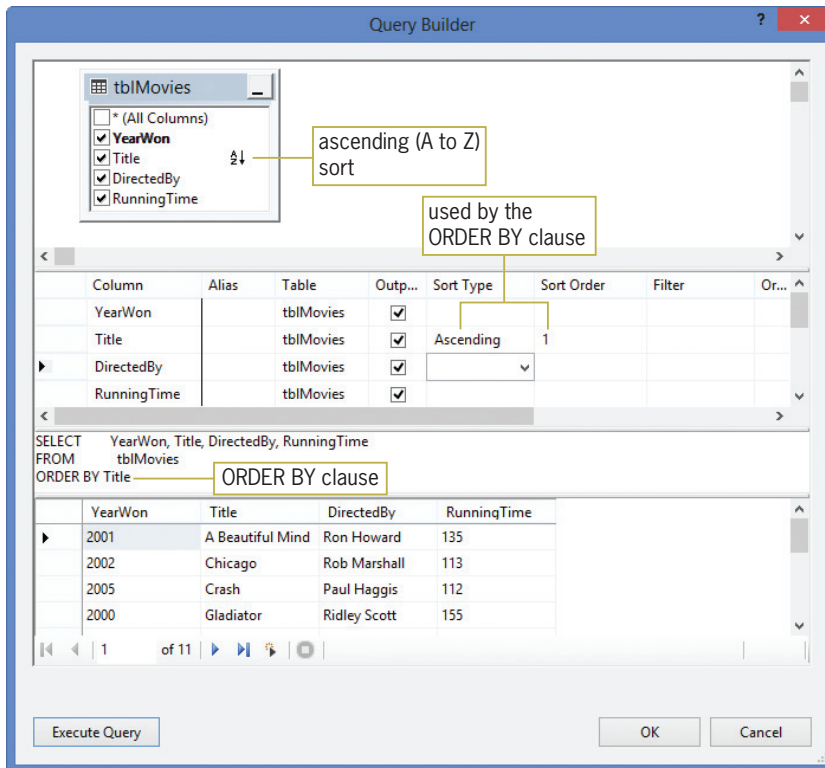 Query Builder
?
tblMovies
* (All Columns)
YearWon
Title
DirectedBy
RunningTime
ascending (A to Z)
sort
used by the
ORDER BY clause
Column Alias Table Outp... Sort Type Sort Order Filter Or...
YearWon tblMovies
Title tblMovies Ascending 1
DirectedBy tblMovies
RunningTime tblMovies
SELECT YearWon, Title, DirectedBy, RunningTime
FROM tblMovies
ORDER BY Title
ORDER BY clause
YearWon Title DirectedBy RunningTime
2001 A Beautiful Mind Ron Howard 135
2002 Chicago Rob Marshall 113
2005 Crash Paul Haggis 112
2000 Gladiator Ridley Scott 155
1 of 11
Execute Query OK Cancel